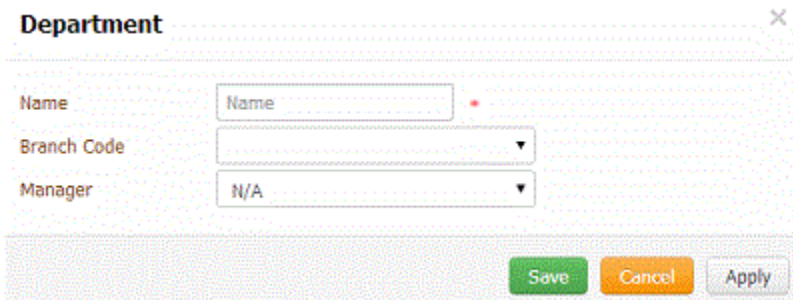 Department
Name Name *
Branch Code
Manager N/A
Save Cancel Apply